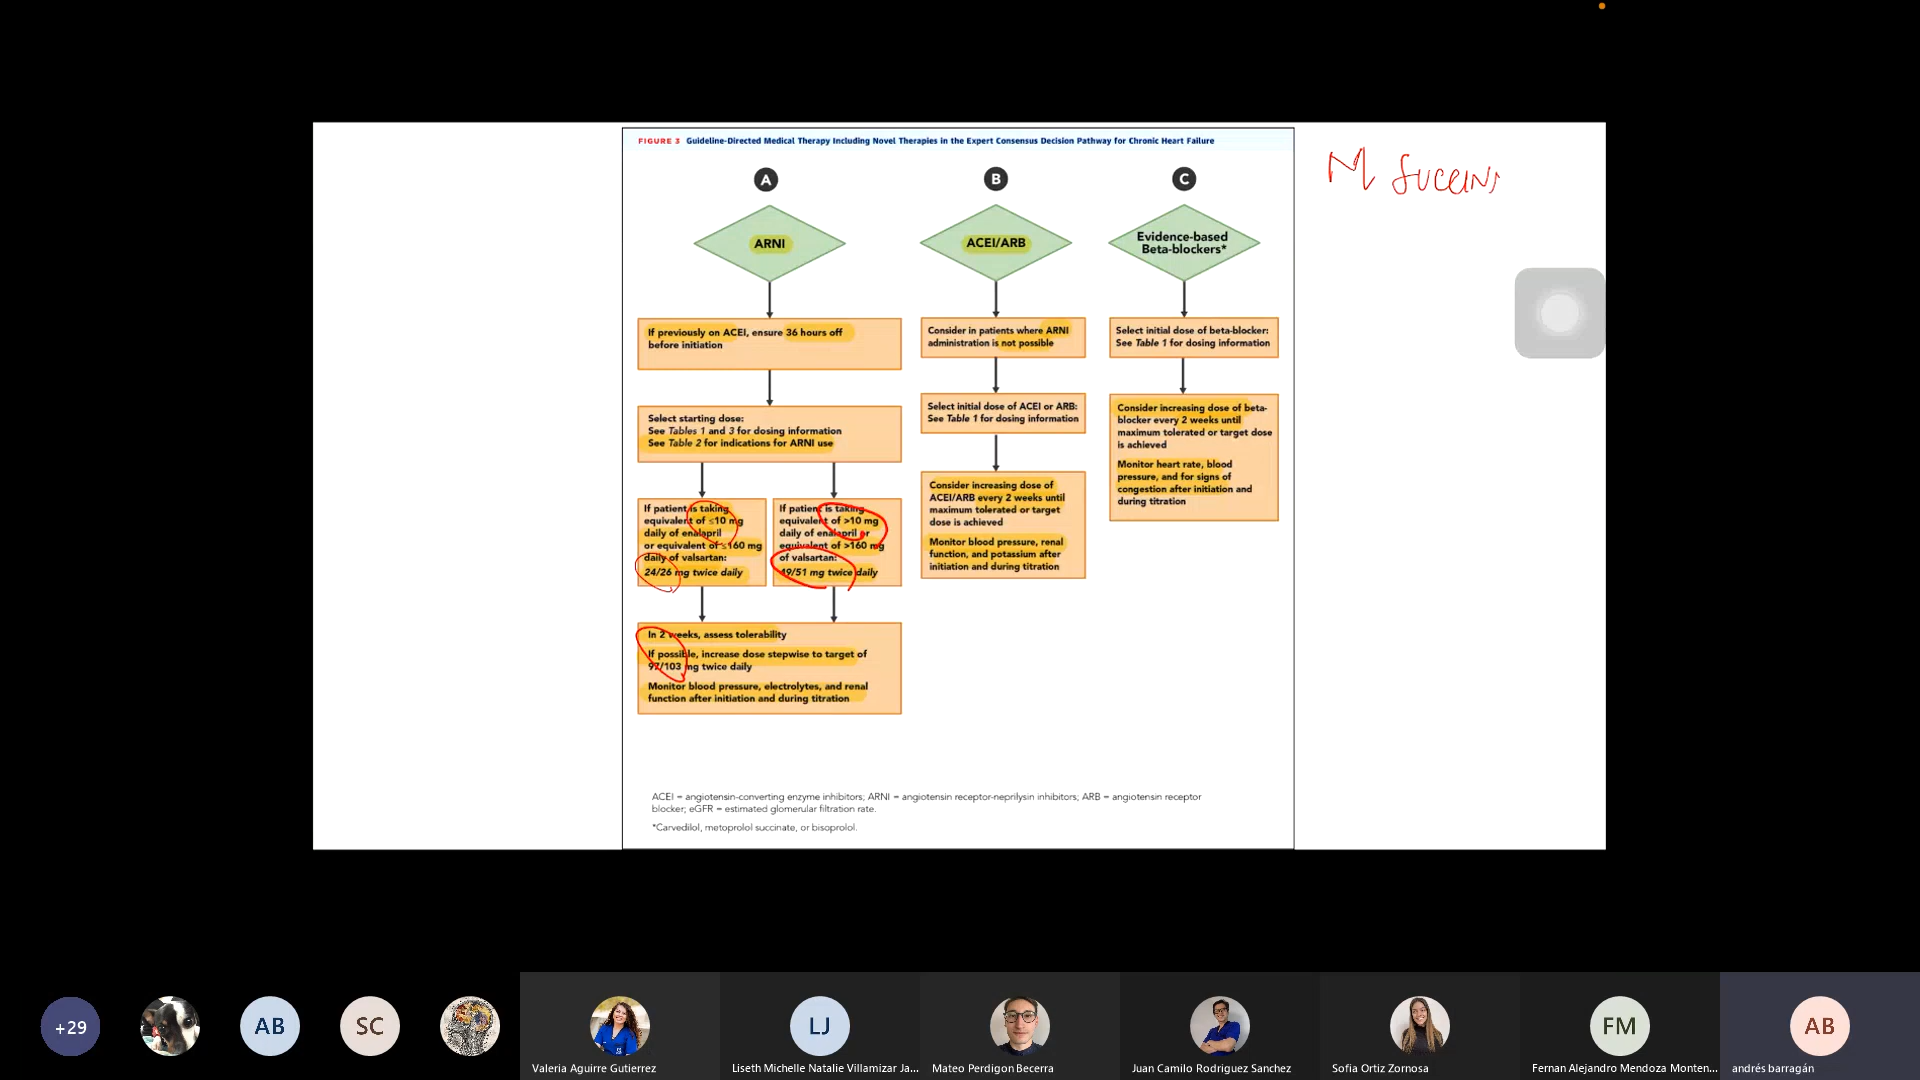 FIGURE 3 Guideline-Directed Medical Therapy Including Novel Therapies in the Expert Consensus Decision Pathway for Chronic Heart Failure
A
ARNI
If previously on ACEI, ensure 36 hours off
before initiation
Select starting dose:
See Tables 1 and 3 for dosing information
See Table 2 for indications for ARNI use
If patient is taking
equivalent of ≤10 mg
daily of enalapril
or equivalent of ≤160 mg
daily of valsartan:
24/26 mg twice daily
If patient is taking
equivalent of >10 mg
daily of enalapril or
equivalent of >160 mg
of valsartan:
49/51 mg twice daily
In 2 weeks, assess tolerability
If possible, increase dose stepwise to target of
97/103 mg twice daily
Monitor blood pressure, electrolytes, and renal
function after initiation and during titration
B
ACEI/ARB
Consider in patients where ARNI
administration is not possible
Select initial dose of ACEI or ARB:
See Table 1 for dosing information
Consider increasing dose of
ACEI/ARB every 2 weeks until
maximum tolerated or target
dose is achieved
Monitor blood pressure, renal
function, and potassium after
initiation and during titration
C
Evidence-based
Beta-blockers*
Select initial dose of beta-blocker:
See Table 1 for dosing information
Consider increasing dose of beta-
blocker every 2 weeks until
maximum tolerated or target dose
is achieved
Monitor heart rate, blood
pressure, and for signs of
congestion after initiation and
during titration
M
ACEI = angiotensin-converting enzyme inhibitors; ARNI = angiotensin receptor-neprilysin inhibitors; ARB = angiotensin receptor
blocker; eGFR = estimated glomerular filtration rate.
*Carvedilol, metoprolol succinate, or bisoprolol.
+29
AB
SC
LJ
FM
AB
Valeria Aguirre Gutierrez
Liseth Michelle Natalie Villamizar Ja...
Mateo Perdigon Becerra
Juan Camilo Rodriguez Sanchez
Sofia Ortiz Zornosa
Fernan Alejandro Mendoza Monten...
andrés barragán